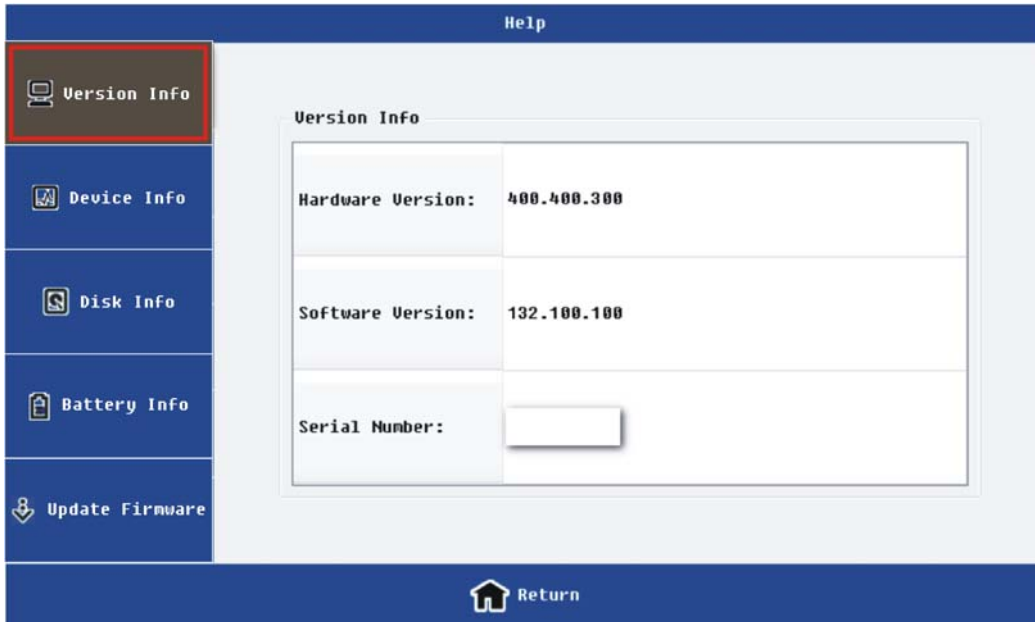 Help
Version Info
Device Info
Disk Info
Battery Info
Update Firmware
Version Info
Hardware Version: 400.400.300
Software Version: 132.100.100
Serial Number:
Return